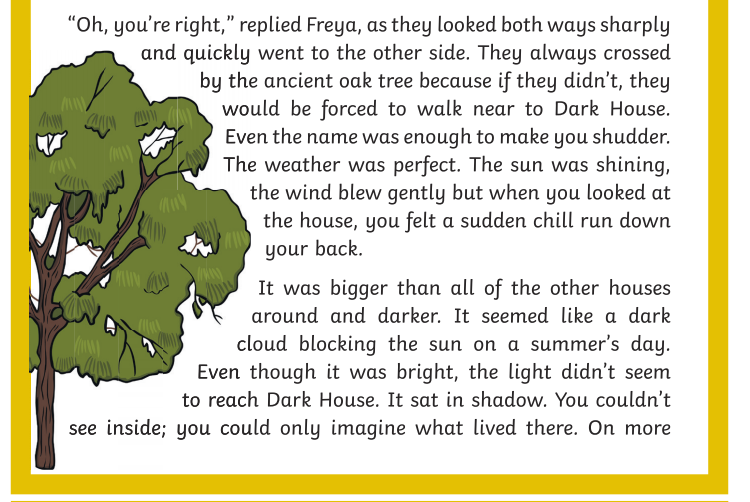 “Oh, you’re right,” replied Freya, as they looked both ways sharply
and quickly went to the other side. They always crossed
by the ancient oak tree because if they didn’t, they
would be forced to walk near to Dark House.
Even the name was enough to make you shudder.
The weather was perfect. The sun was shining,
the wind blew gently but when you looked at
the house, you felt a sudden chill run down
your back.
It was bigger than all of the other houses
around and darker. It seemed like a dark
cloud blocking the sun on a summer’s day.
Even though it was bright, the light didn’t seem
to reach Dark House. It sat in shadow. You couldn’t
see inside; you could only imagine what lived there. On more